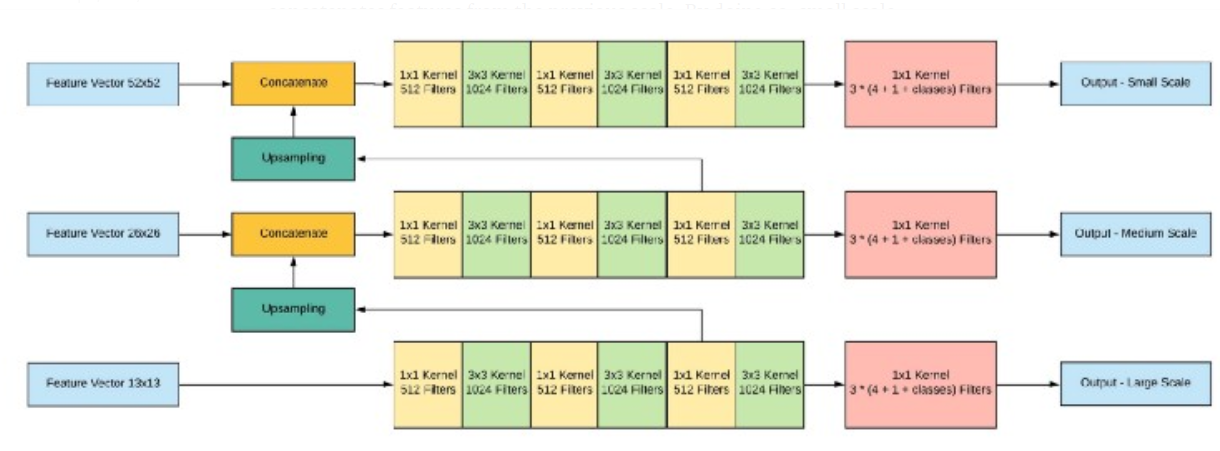 Feature Vector 52x52
Concatenate
1x1 Kernel
512 Filters
3x3 Kernel
1024 Filters
1x1 Kernel
512 Filters
3x3 Kernel
1024 Filters
1x1 Kernel
512 Filters
3x3 Kernel
1024 Filters
1x1 Kernel
3 * (4 + 1 + classes) Filters
Output - Small Scale
Upsampling
Feature Vector 26x26
Concatenate
1x1 Kernel
512 Filters
3x3 Kernel
1024 Filters
1x1 Kernel
512 Filters
3x3 Kernel
1024 Filters
1x1 Kernel
512 Filters
3x3 Kernel
1024 Filters
1x1 Kernel
3 * (4 + 1 + classes) Filters
Output - Medium Scale
Upsampling
Feature Vector 13x13
1x1 Kernel
512 Filters
3x3 Kernel
1024 Filters
1x1 Kernel
512 Filters
3x3 Kernel
1024 Filters
1x1 Kernel
512 Filters
3x3 Kernel
1024 Filters
1x1 Kernel
3 * (4 + 1 + classes) Filters
Output - Large Scale